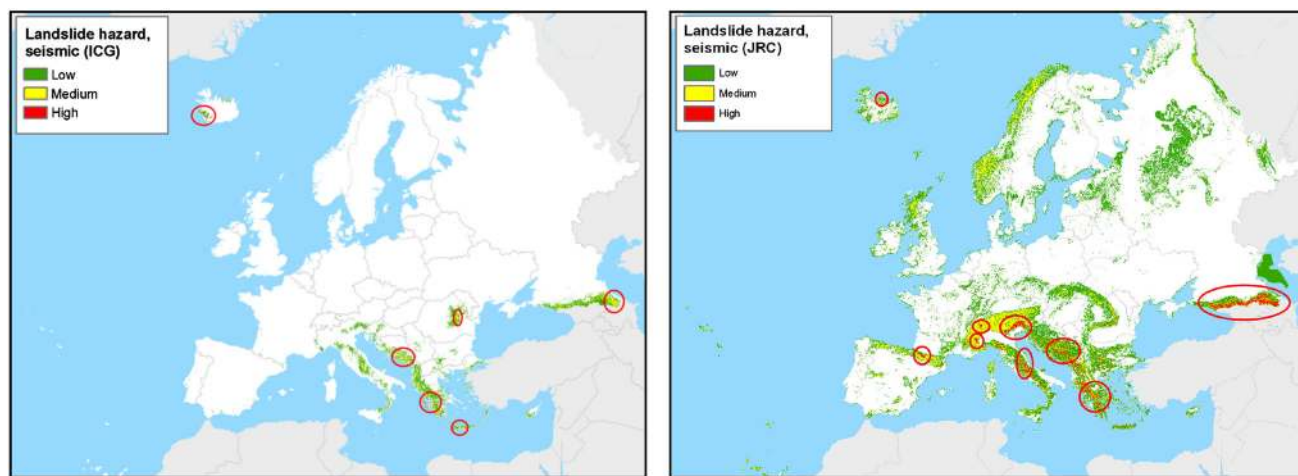 Landslide hazard,
seismic (ICG)
Low
Medium
High
Landslide hazard,
seismic (JRC)
Low
Medium
High